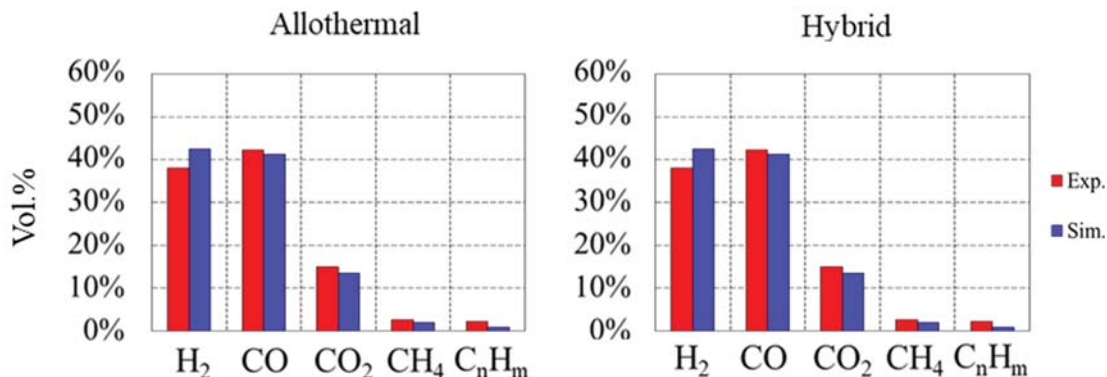 Allothermal
Hybrid
Vol.%
60%
50%
40%
30%
20%
10%
0%
H₂ CO CO₂ CH₄ CₙHₘ
60%
50%
40%
30%
20%
10%
0%
H₂ CO CO₂ CH₄ CₙHₘ
Exp.
Sim.